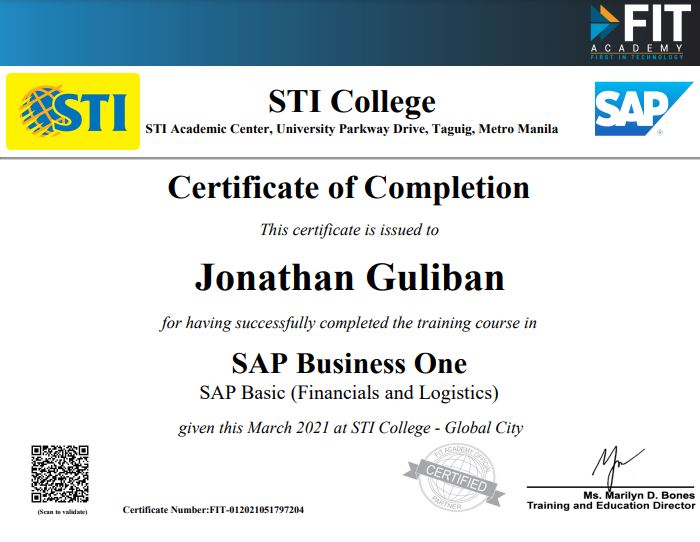 FIT
ACADEMY
FIRST IN TECHNOLOGY
STI
STI College
SAP
®
STI Academic Center, University Parkway Drive, Taguig, Metro Manila
Certificate of Completion
This certificate is issued to
Jonathan Guliban
for having successfully completed the training course in
SAP Business One
SAP Basic (Financials and Logistics)
given this March 2021 at STI College - Global City
(Scan to validate)
Certificate Number:FIT-012021051797204
FIT ACADEMY OFFICIAL
CERTIFIED
PARTNER
Ms. Marilyn D. Bones
Training and Education Director